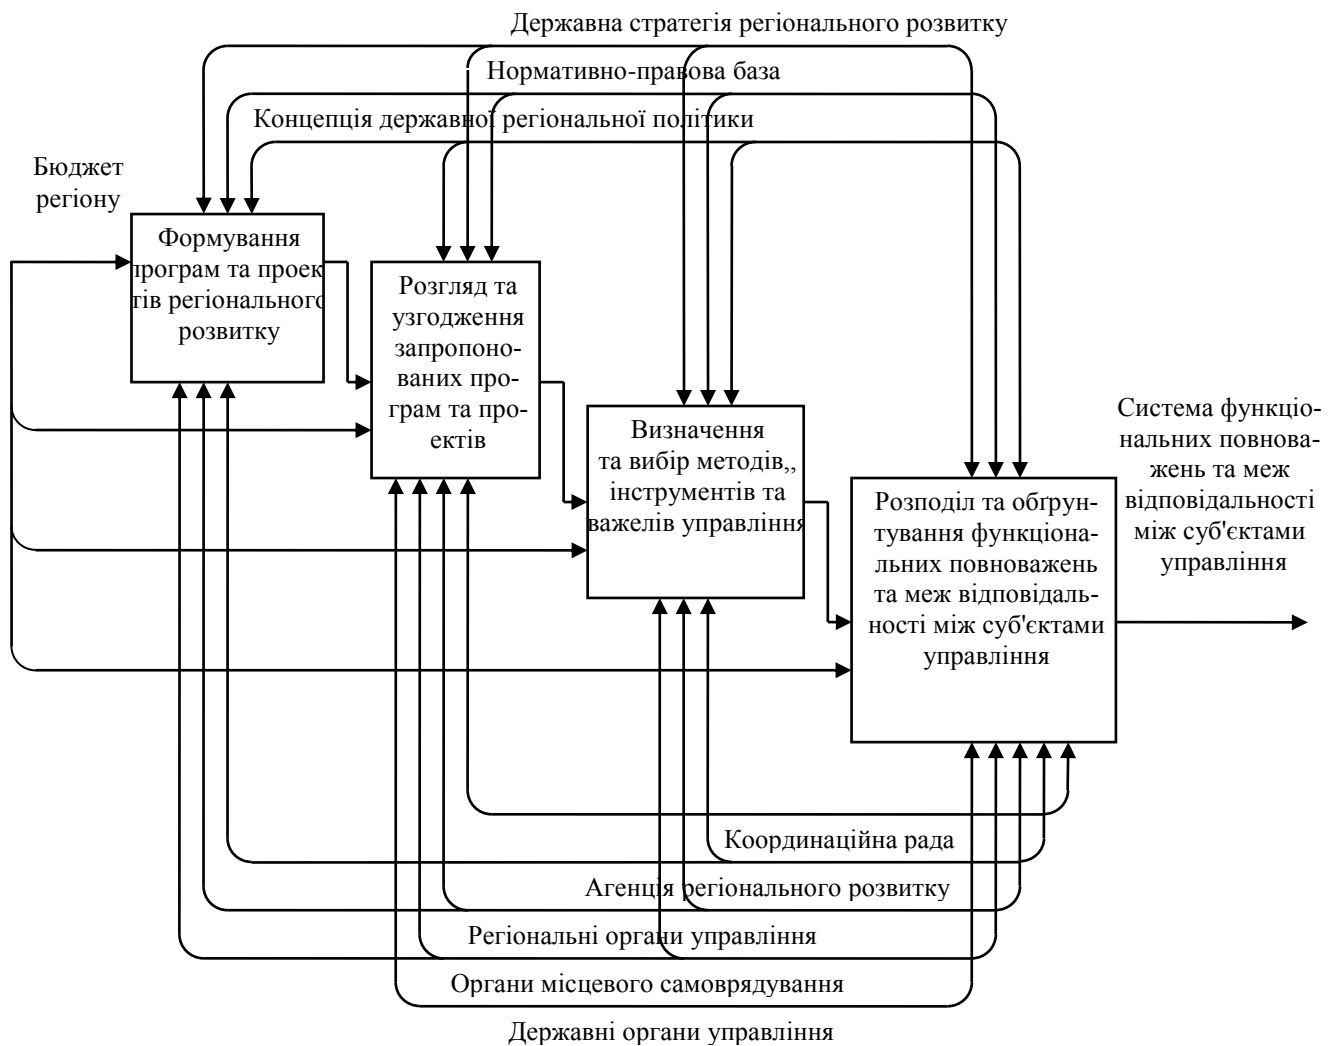 Державна стратегія регіонального розвитку
Нормативно-правова база
Концепція державної регіональної політики
Бюджет
регіону
Формування
програм та проек
тів регіонального
розвитку
Розгляд та
узгодження
запропоно-
ваних про-
грам та про-
ектів
Визначення
та вибір методів,,
інструментів та
важелів управління
Розподіл та обґрун-
тування функціона-
льних повноважень
та меж відповідаль-
ності між суб'єктами
управління
Система функціо-
нальних повнова-
жень та меж
відповідальності
між суб'єктами
управління
Координаційна рада
Агенція регіонального розвитку
Регіональні органи управління
Органи місцевого самоврядування
Державні органи управління